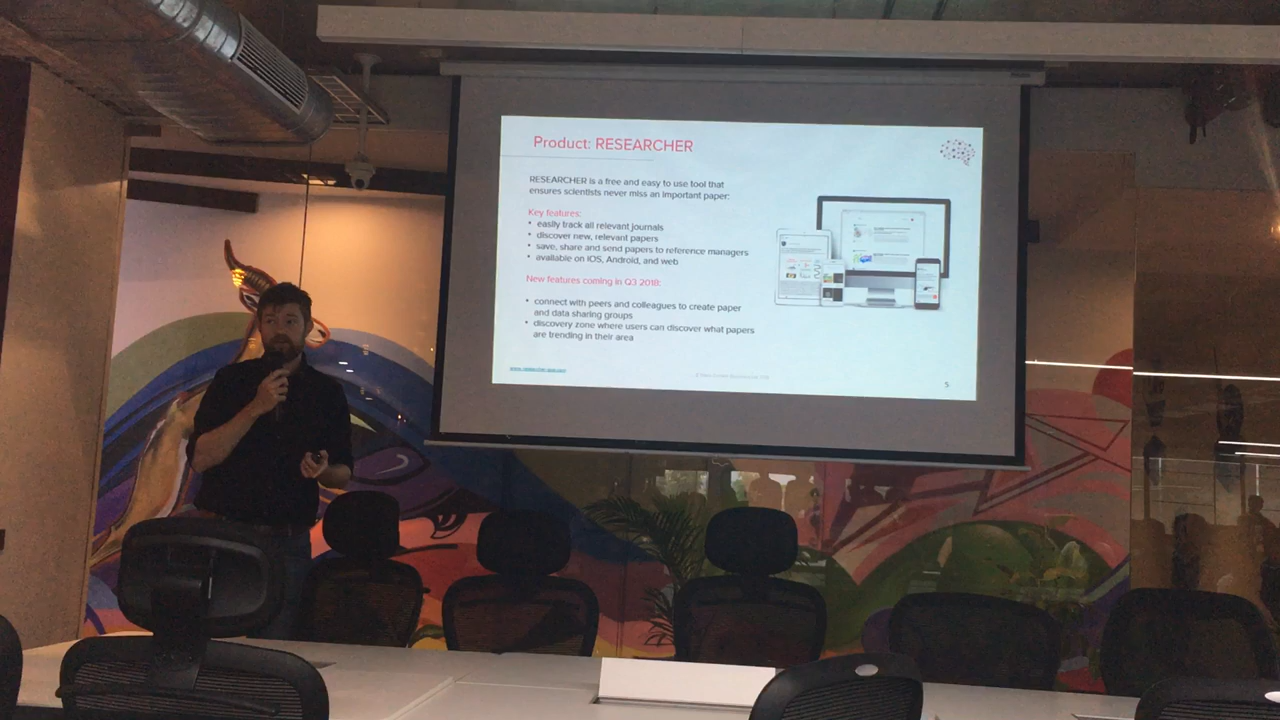 Product: RESEARCHER
RESEARCHER is a free and easy to use tool that
ensures scientists never miss an important paper:
Key features:
• easily track all relevant journals
• discover new, relevant papers
• save, share and send papers to reference managers
• available on iOS, Android, and web
New features coming in Q3 2018:
• connect with peers and colleagues to create paper
and data sharing groups
• discovery zone where users can discover what papers
are trending in their area
5